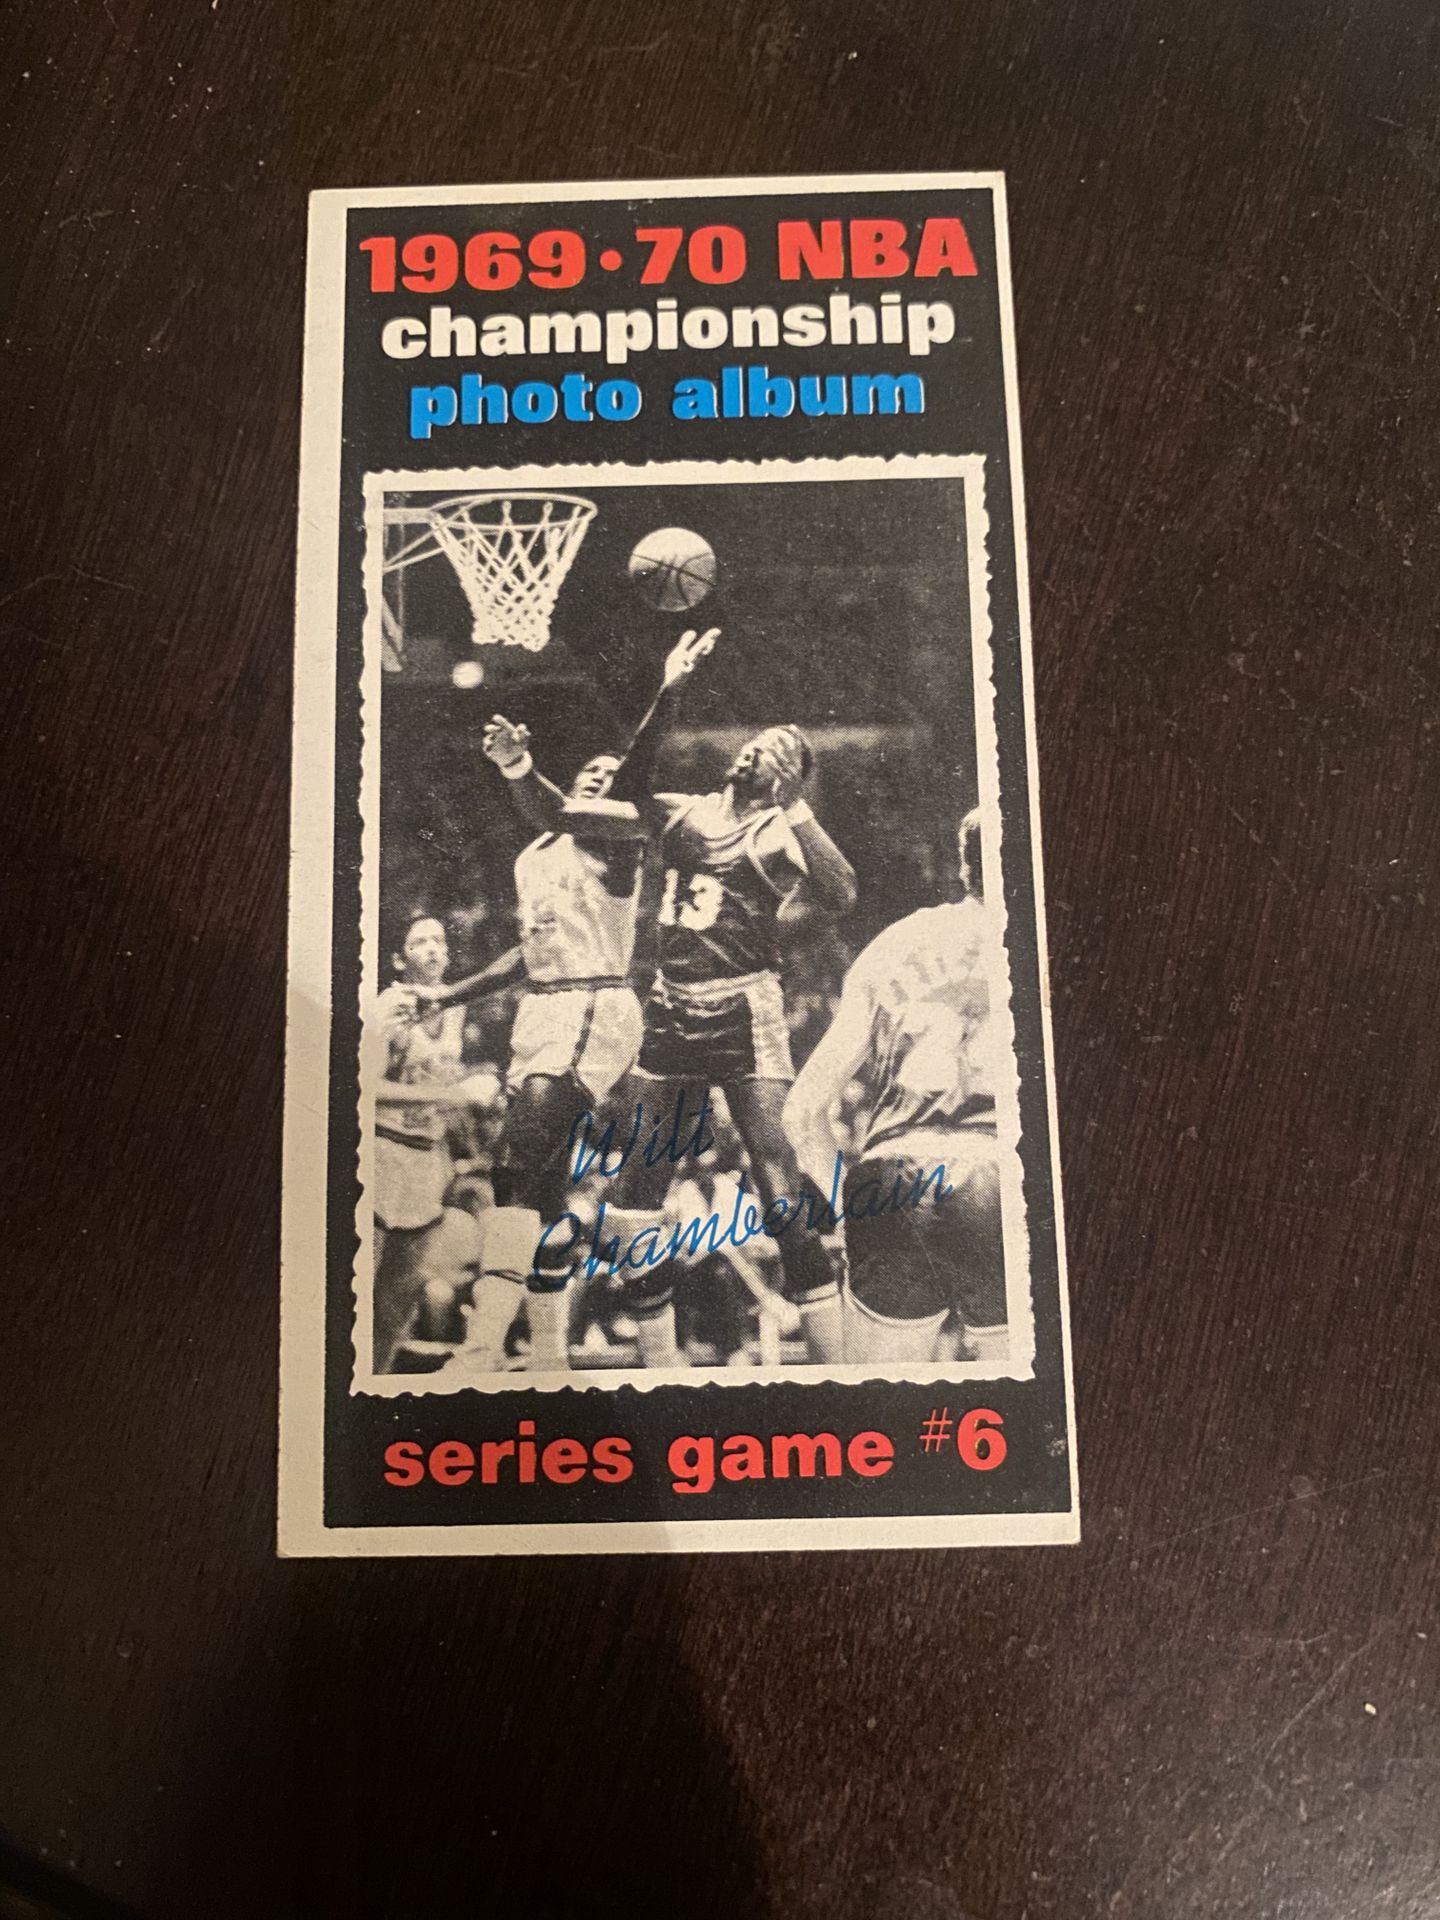 1969·70 NBA
championship
photo album
13
Wilt
Chamberlain
series game #6